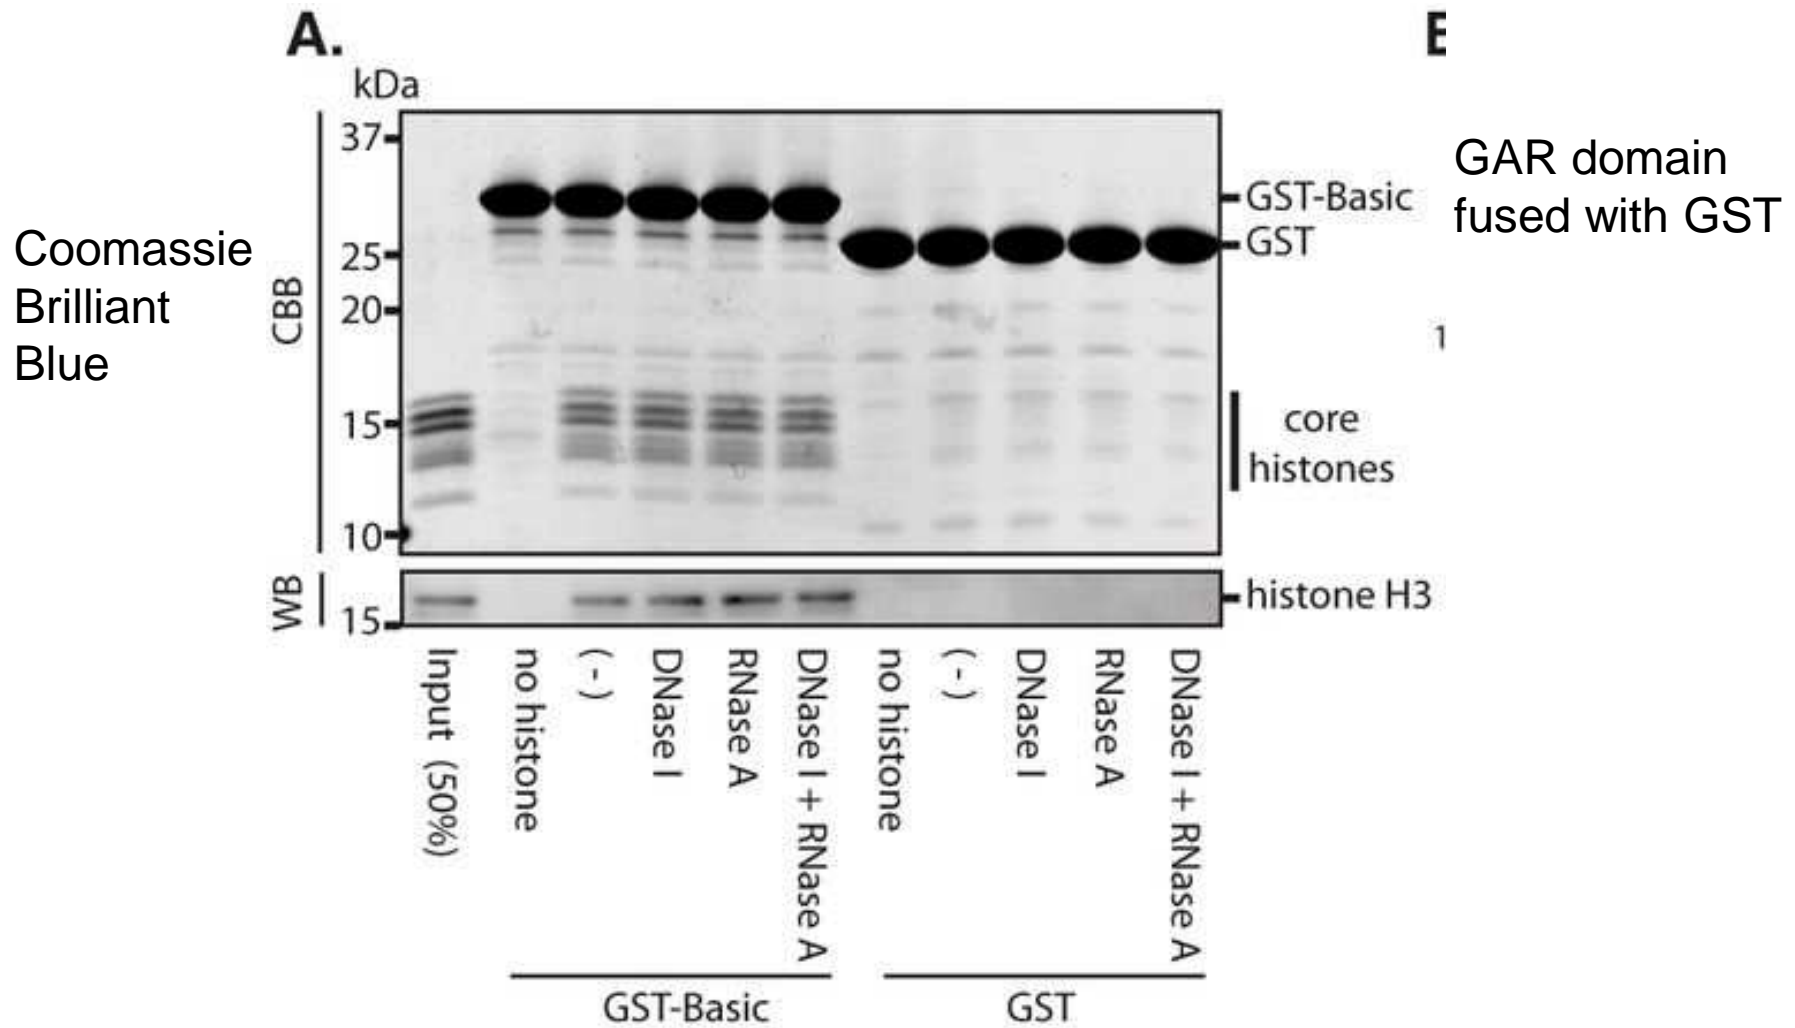 A.
kDa
37
25
20
15
10
15
CBB
WB
Coomassie
Brilliant
Blue
GST-Basic
GST
core
histones
histone H3
GAR domain
fused with GST
1
Input (50%)
no histone
(-)
DNase I
RNase A
DNase I + RNase A
no histone
(-)
DNase I
RNase A
DNase I + RNase A
GST-Basic
GST